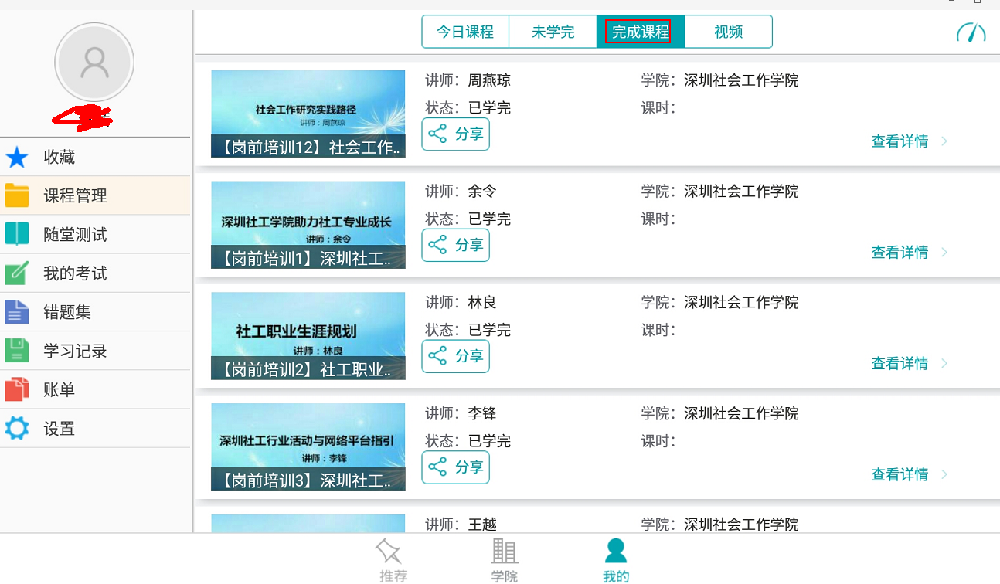 今日课程
未学完
完成课程
视频
收藏
课程管理
随堂测试
我的考试
错题集
学习记录
账单
设置
社会工作研究实践路径
讲师：周燕琼
【岗前培训12】社会工作..
讲师：周燕琼
学院：深圳社会工作学院
状态：已学完
课时：
分享
查看详情
深圳社工学院助力社工专业成长
讲师：余令
【岗前培训1】深圳社工..
讲师：余令
学院：深圳社会工作学院
状态：已学完
课时：
分享
查看详情
社工职业生涯规划
讲师：林良
【岗前培训2】社工职业..
讲师：林良
学院：深圳社会工作学院
状态：已学完
课时：
分享
查看详情
深圳社工行业活动与网络平台指引
讲师：李锋
【岗前培训3】深圳社工..
讲师：李锋
学院：深圳社会工作学院
状态：已学完
课时：
分享
查看详情
讲师：王越
学院：深圳社会工作学院
推荐
学院
我的